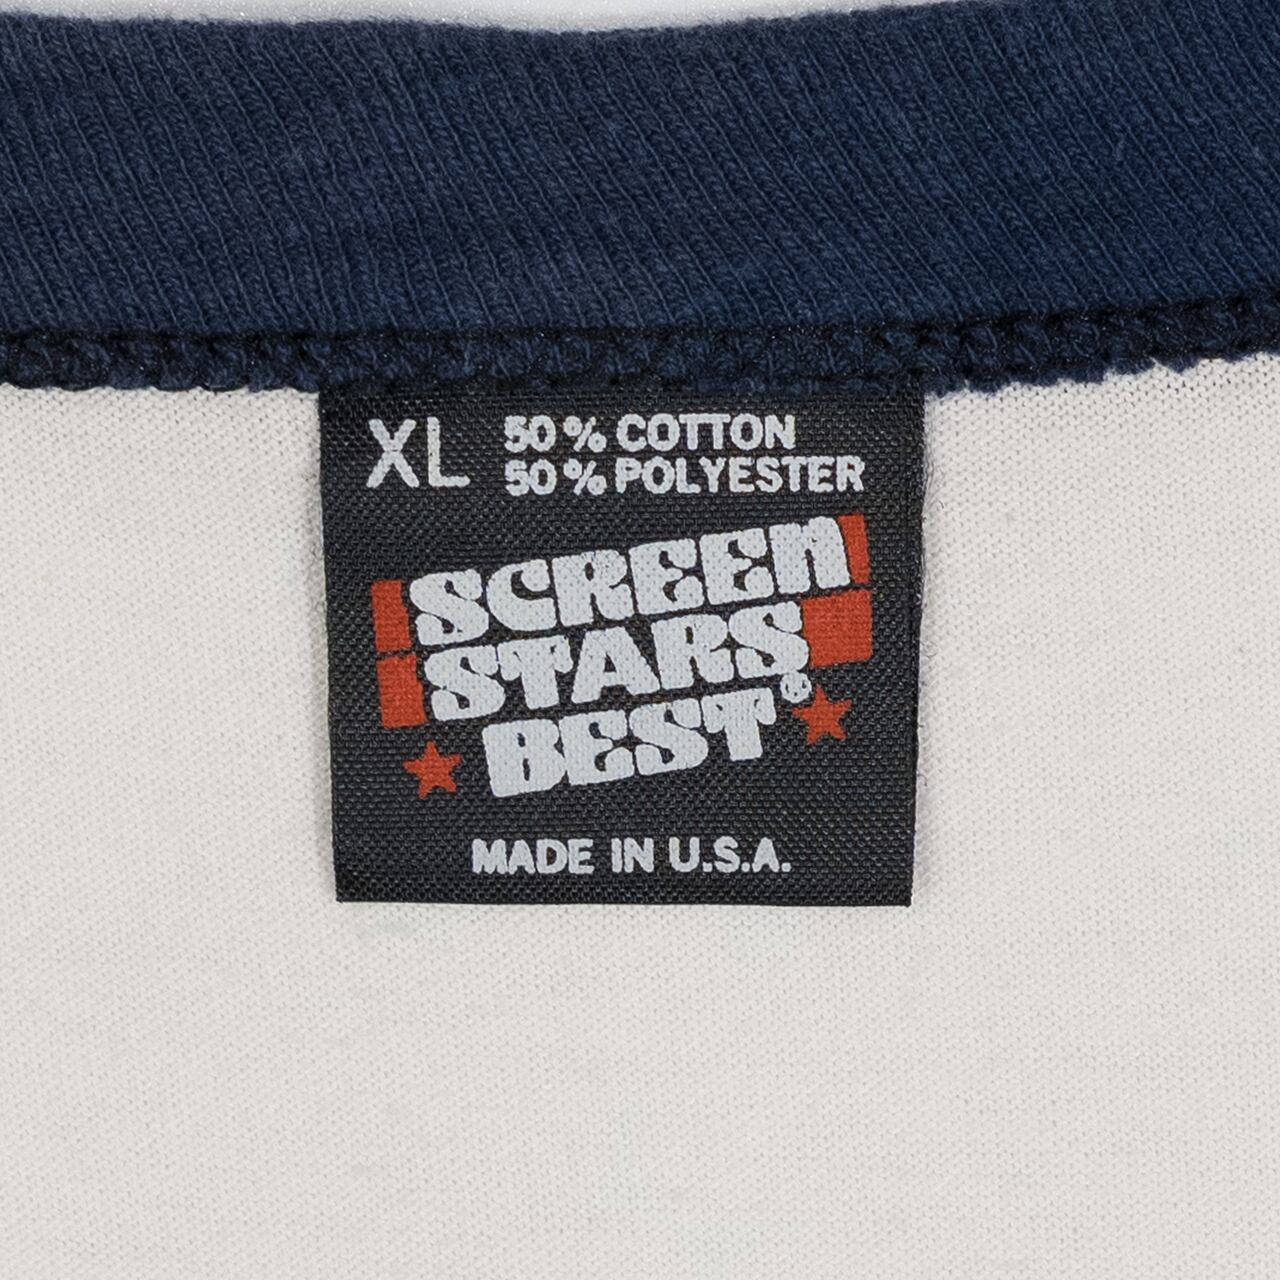 XL
50% COTTON
50% POLYESTER
SCREEN
STARS
BEST®
MADE IN U.S.A.